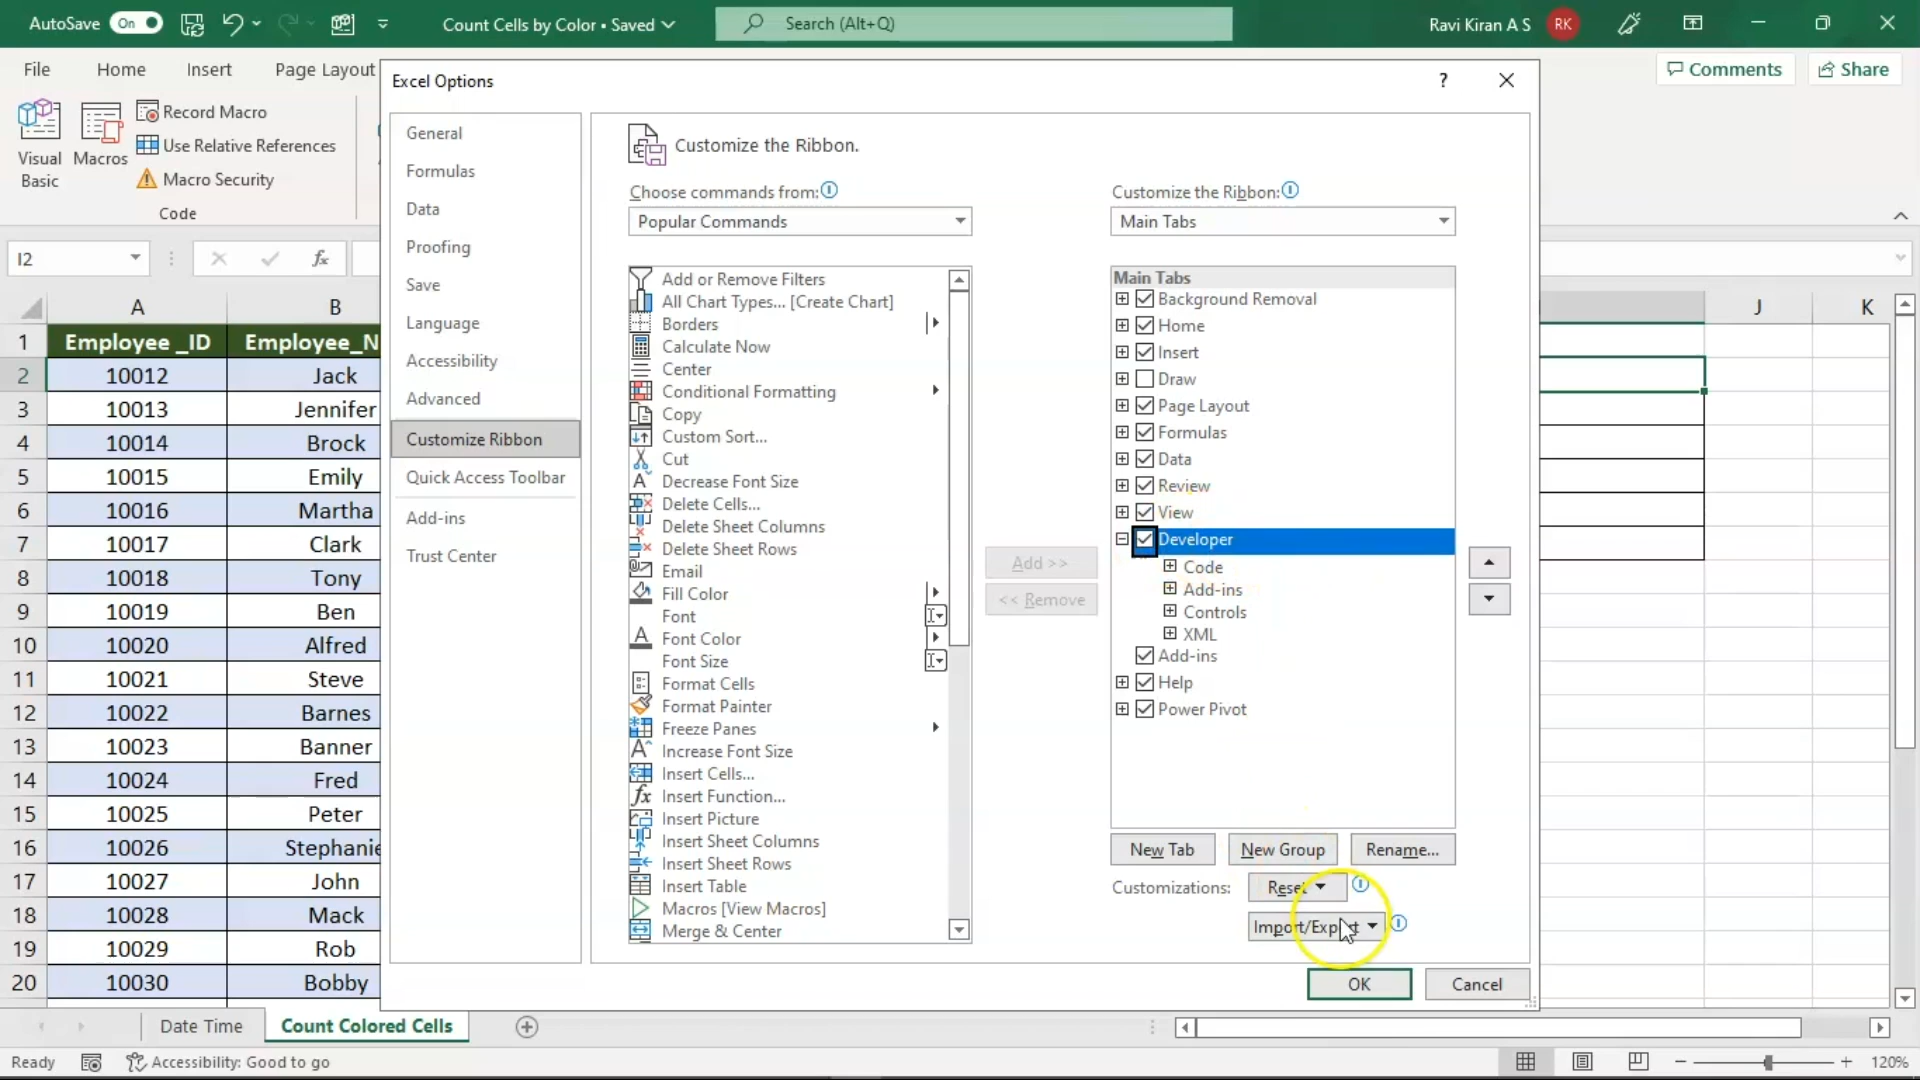 AutoSave On
Count Cells by Color • Saved
Search (Alt+Q)
Ravi Kiran A S RK
File Home Insert Page Layout
Comments Share
Visual Basic
Macros
Record Macro
Use Relative References
Macro Security
Code
I2
fx
A B J K
1 Employee _ID Employee_N
2 10012 Jack
3 10013 Jennifer
4 10014 Brock
5 10015 Emily
6 10016 Martha
7 10017 Clark
8 10018 Tony
9 10019 Ben
10 10020 Alfred
11 10021 Steve
12 10022 Barnes
13 10023 Banner
14 10024 Fred
15 10025 Peter
16 10026 Stephanie
17 10027 John
18 10028 Mack
19 10029 Rob
20 10030 Bobby
Excel Options ?
General
Formulas
Data
Proofing
Save
Language
Accessibility
Advanced
Customize Ribbon
Quick Access Toolbar
Add-ins
Trust Center
Customize the Ribbon.
Choose commands from:
Popular Commands
Add or Remove Filters
All Chart Types... [Create Chart]
Borders
Calculate Now
Center
Conditional Formatting
Copy
Custom Sort...
Cut
Decrease Font Size
Delete Cells...
Delete Sheet Columns
Delete Sheet Rows
Email
Fill Color
Font
Font Color
Font Size
Format Cells
Format Painter
Freeze Panes
Increase Font Size
Insert Cells...
Insert Function...
Insert Picture
Insert Sheet Columns
Insert Sheet Rows
Insert Table
Macros [View Macros]
Merge & Center
Add >>
<< Remove
Customize the Ribbon:
Main Tabs
Main Tabs
Background Removal
Home
Insert
Draw
Page Layout
Formulas
Data
Review
View
Developer
Code
Add-ins
Controls
XML
Add-ins
Help
Power Pivot
New Tab New Group Rename...
Customizations: Reset
Import/Export
OK Cancel
Date Time Count Colored Cells
Ready Accessibility: Good to go
120%